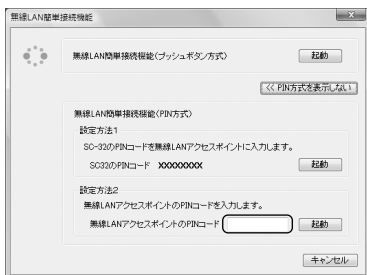 無線LAN簡単接続機能
無線LAN簡単接続機能(プッシュボタン方式)
起動
<< PIN方式を表示しない
無線LAN簡単接続機能(PIN方式)
設定方法1
SC-32のPINコードを無線LANアクセスポイントに入力します。
SC32のPINコード XXXXXXXX
起動
設定方法2
無線LANアクセスポイントのPINコードを入力します。
無線LANアクセスポイントのPINコード
起動
キャンセル